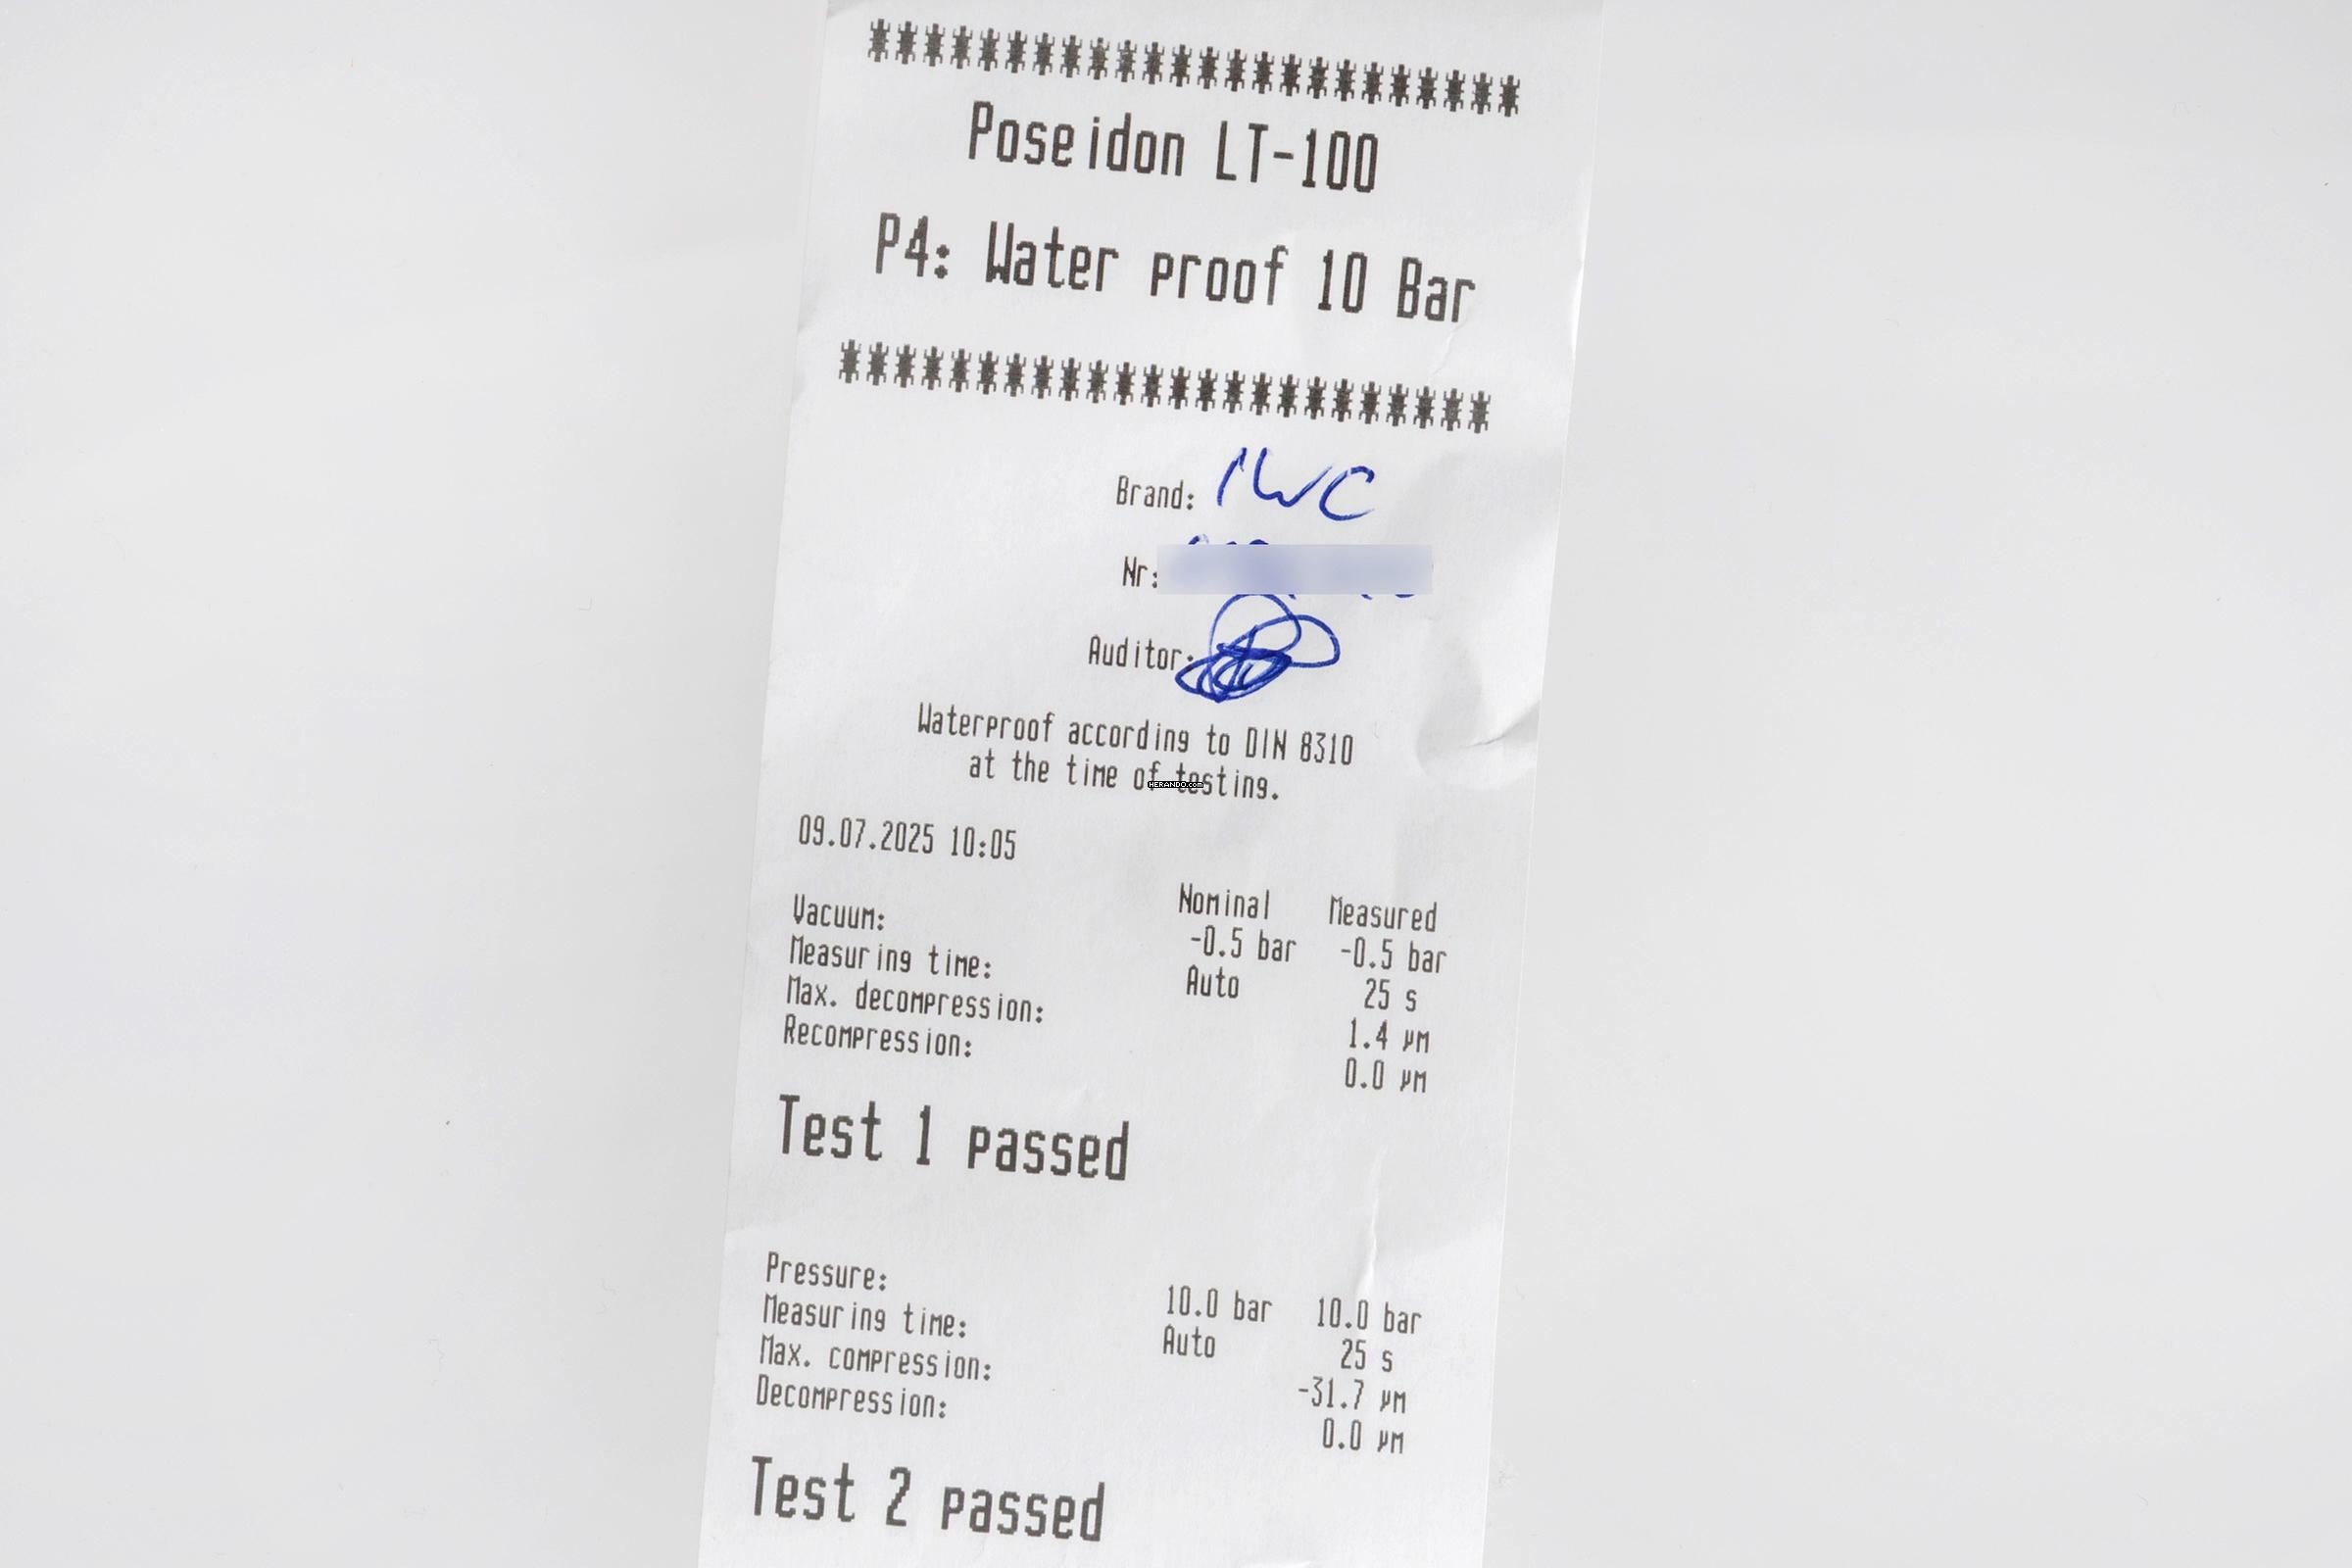 ************************
Poseidon LT-100
P4: Water proof 10 Bar
************************
Brand: IWC
Nr:
Auditor:
Waterproof according to DIN 8310
at the time of testing.
HERANDO.com
09.07.2025 10:05
Nominal Measured
Vacuum: -0.5 bar -0.5 bar
Measuring time: Auto 25 s
Max. decompression: 1.4 µm
Recompression: 0.0 µm
Test 1 passed
Pressure: 10.0 bar 10.0 bar
Measuring time: Auto 25 s
Max. compression: -31.7 µm
Decompression: 0.0 µm
Test 2 passed